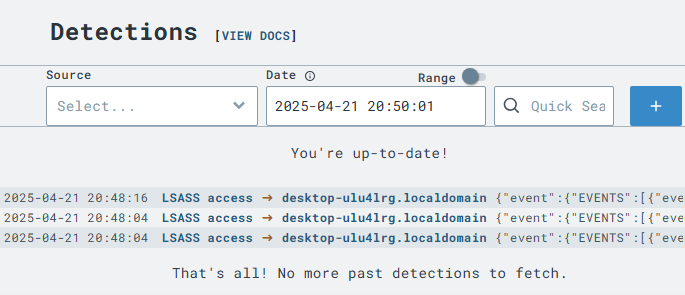 Detections [VIEW DOCS]
Source Date Range
Select... 2025-04-21 20:50:01 Quick Sea +
You're up-to-date!
2025-04-21 20:48:16 LSASS access → desktop-ulu4lrg.localdomain {"event":{"EVENTS":[{"eve
2025-04-21 20:48:04 LSASS access → desktop-ulu4lrg.localdomain {"event":{"EVENTS":[{"eve
2025-04-21 20:48:04 LSASS access → desktop-ulu4lrg.localdomain {"event":{"EVENTS":[{"eve
That's all! No more past detections to fetch.